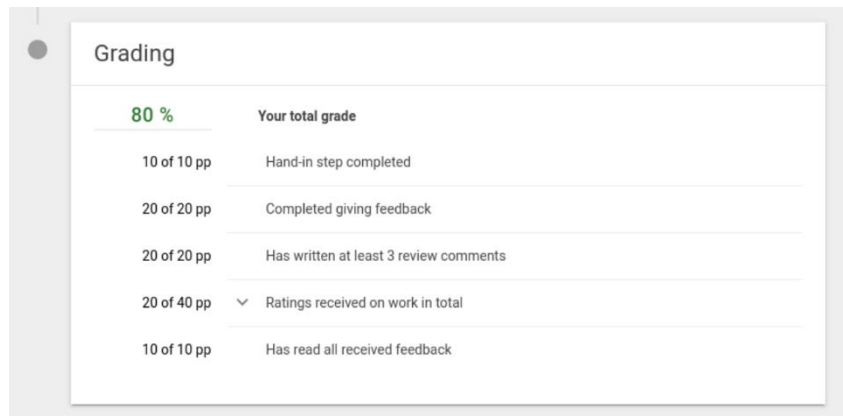 Grading
80 % Your total grade
10 of 10 pp Hand-in step completed
20 of 20 pp Completed giving feedback
20 of 20 pp Has written at least 3 review comments
20 of 40 pp Ratings received on work in total
10 of 10 pp Has read all received feedback